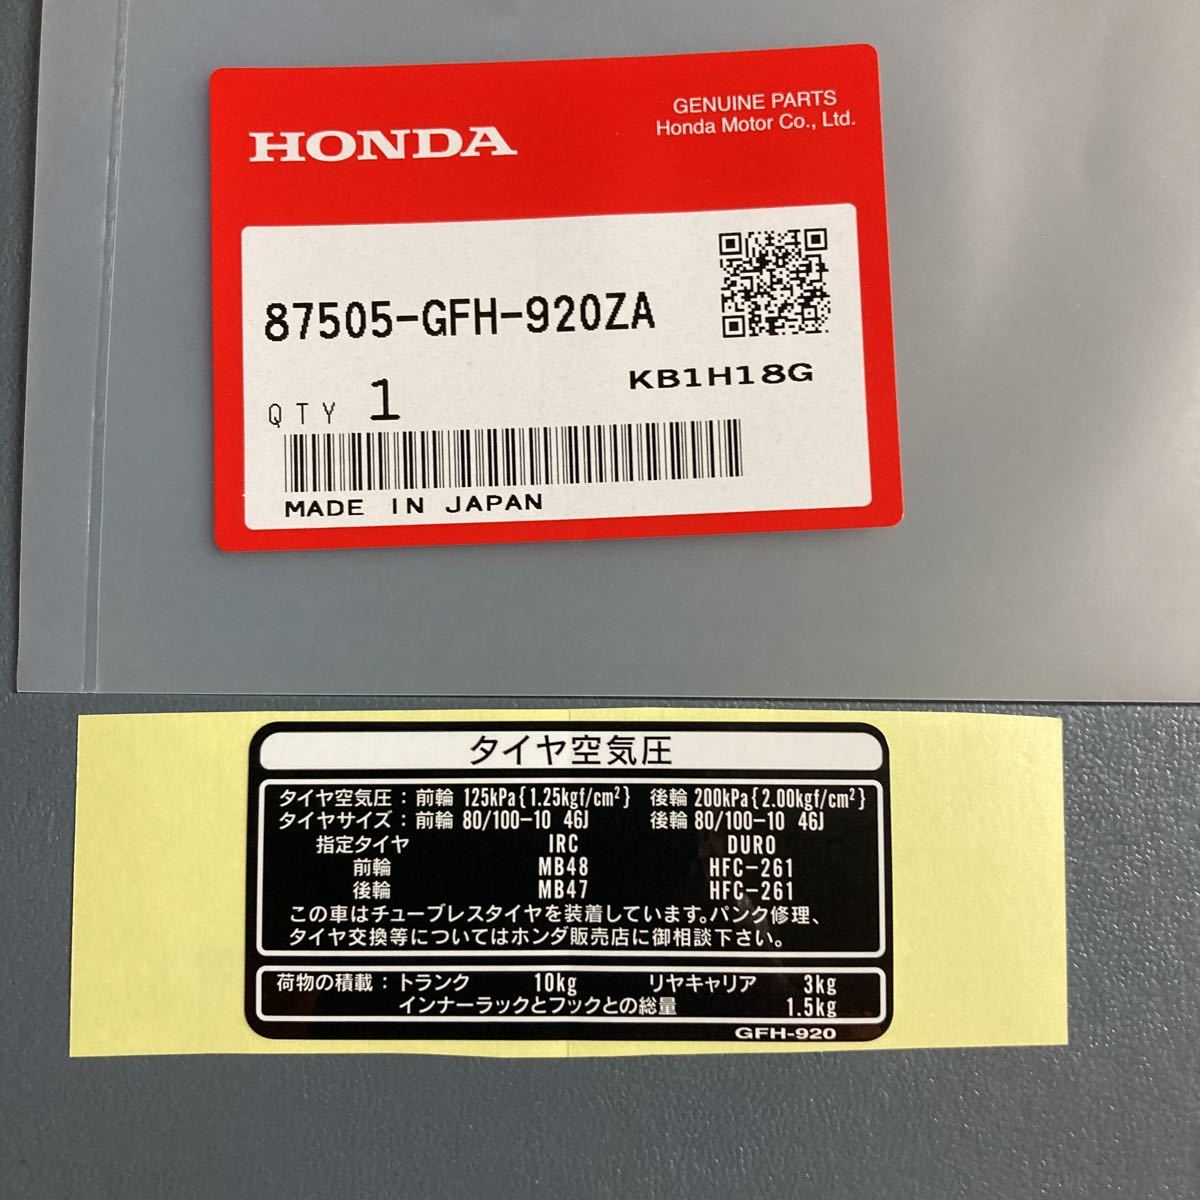 HONDA
GENUINE PARTS
Honda Motor Co., Ltd.
87505-GFH-920ZA
KB1H18G
QTY 1
MADE IN JAPAN
タイヤ空気圧
タイヤ空気圧：前輪 125kPa{1.25kgf/cm²} 後輪 200kPa{2.00kgf/cm²}
タイヤサイズ：前輪 80/100-10 46J 後輪 80/100-10 46J
指定タイヤ IRC DURO
前輪 MB48 HFC-261
後輪 MB47 HFC-261
この車はチューブレスタイヤを装着しています。パンク修理、
タイヤ交換等についてはホンダ販売店に御相談下さい。
荷物の積載：トランク 10kg リヤキャリア 3kg
インナーラックとフックとの総量 1.5kg
GFH-920